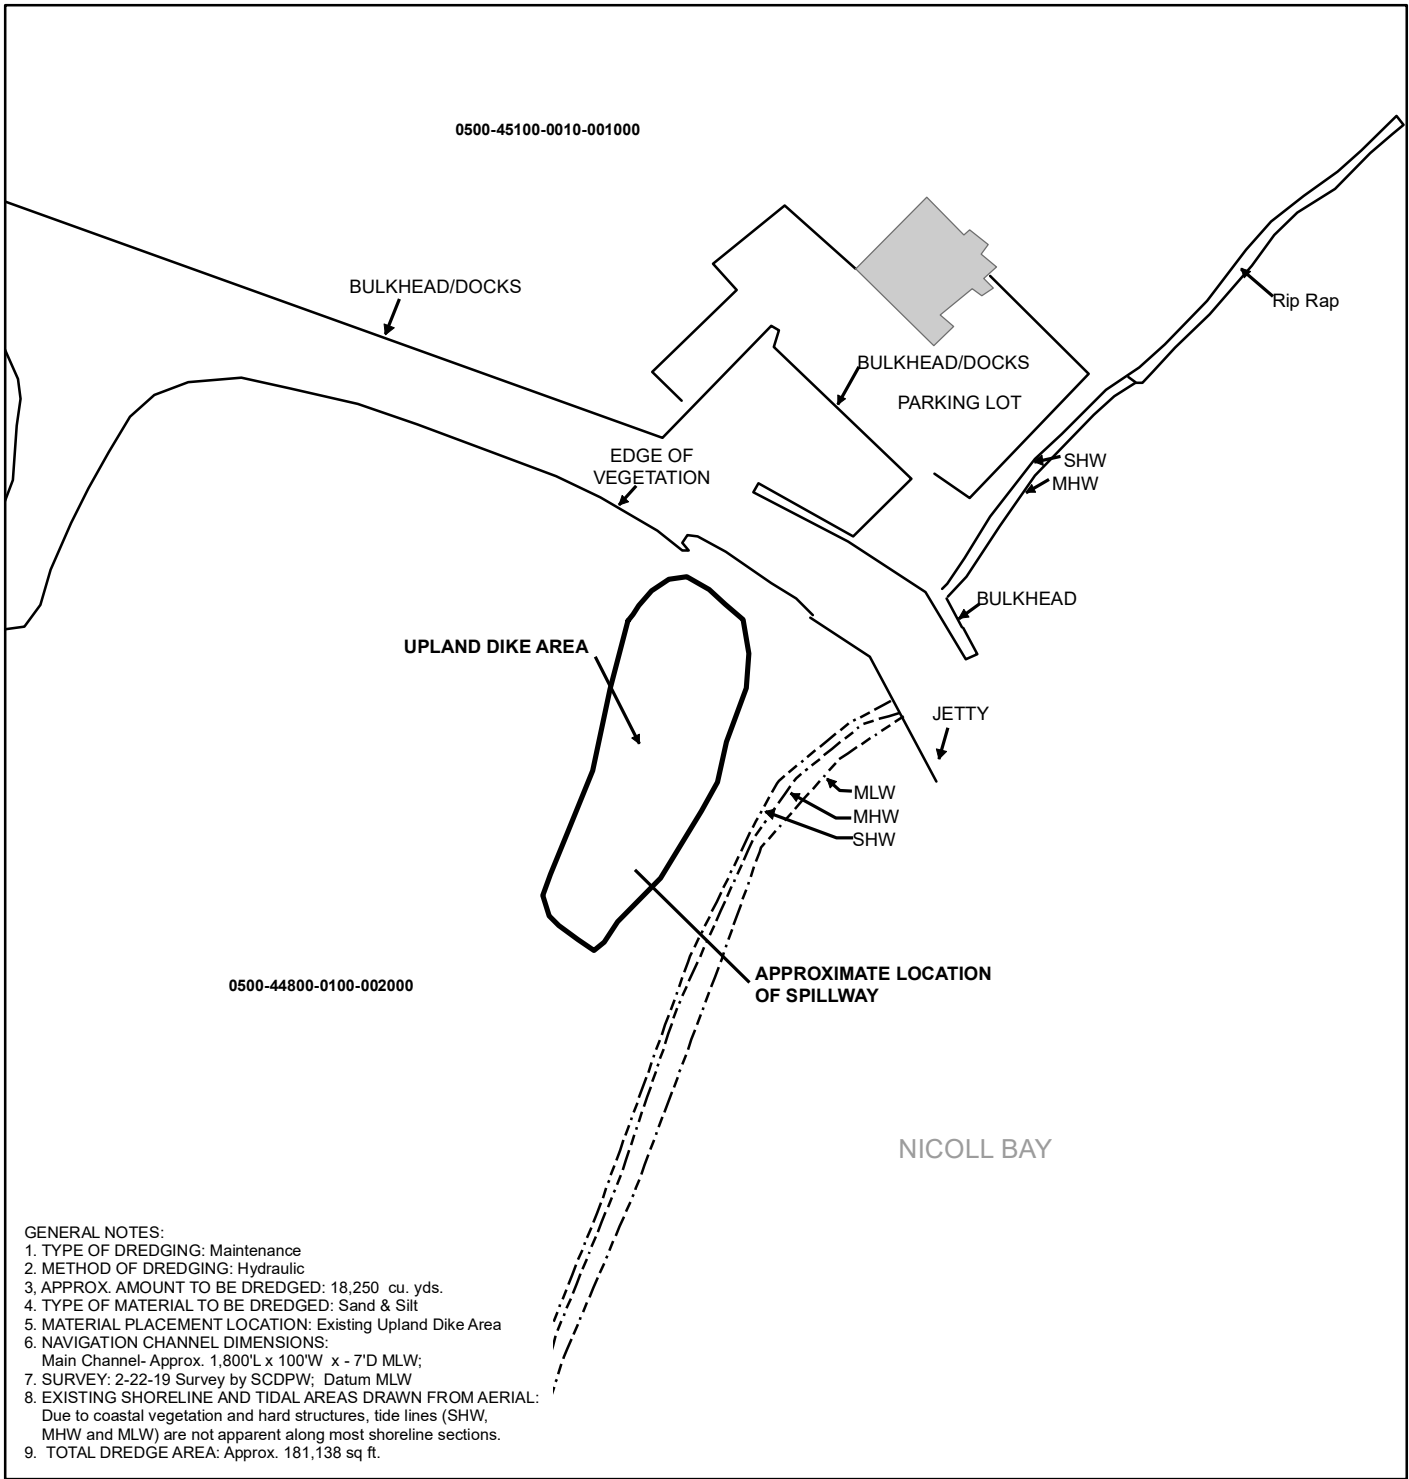 0500-45100-0010-001000
BULKHEAD/DOCKS
Rip Rap
BULKHEAD/DOCKS
PARKING LOT
EDGE OF
VEGETATION
SHW
MHW
BULKHEAD
UPLAND DIKE AREA
JETTY
MLW
MHW
SHW
APPROXIMATE LOCATION
OF SPILLWAY
0500-44800-0100-002000
NICOLL BAY
GENERAL NOTES:
1. TYPE OF DREDGING: Maintenance
2. METHOD OF DREDGING: Hydraulic
3, APPROX. AMOUNT TO BE DREDGED: 18,250 cu. yds.
4. TYPE OF MATERIAL TO BE DREDGED: Sand & Silt
5. MATERIAL PLACEMENT LOCATION: Existing Upland Dike Area
6. NAVIGATION CHANNEL DIMENSIONS:
Main Channel- Approx. 1,800'L x 100'W x - 7'D MLW;
7. SURVEY: 2-22-19 Survey by SCDPW; Datum MLW
8. EXISTING SHORELINE AND TIDAL AREAS DRAWN FROM AERIAL:
Due to coastal vegetation and hard structures, tide lines (SHW,
MHW and MLW) are not apparent along most shoreline sections.
9. TOTAL DREDGE AREA: Approx. 181,138 sq ft.